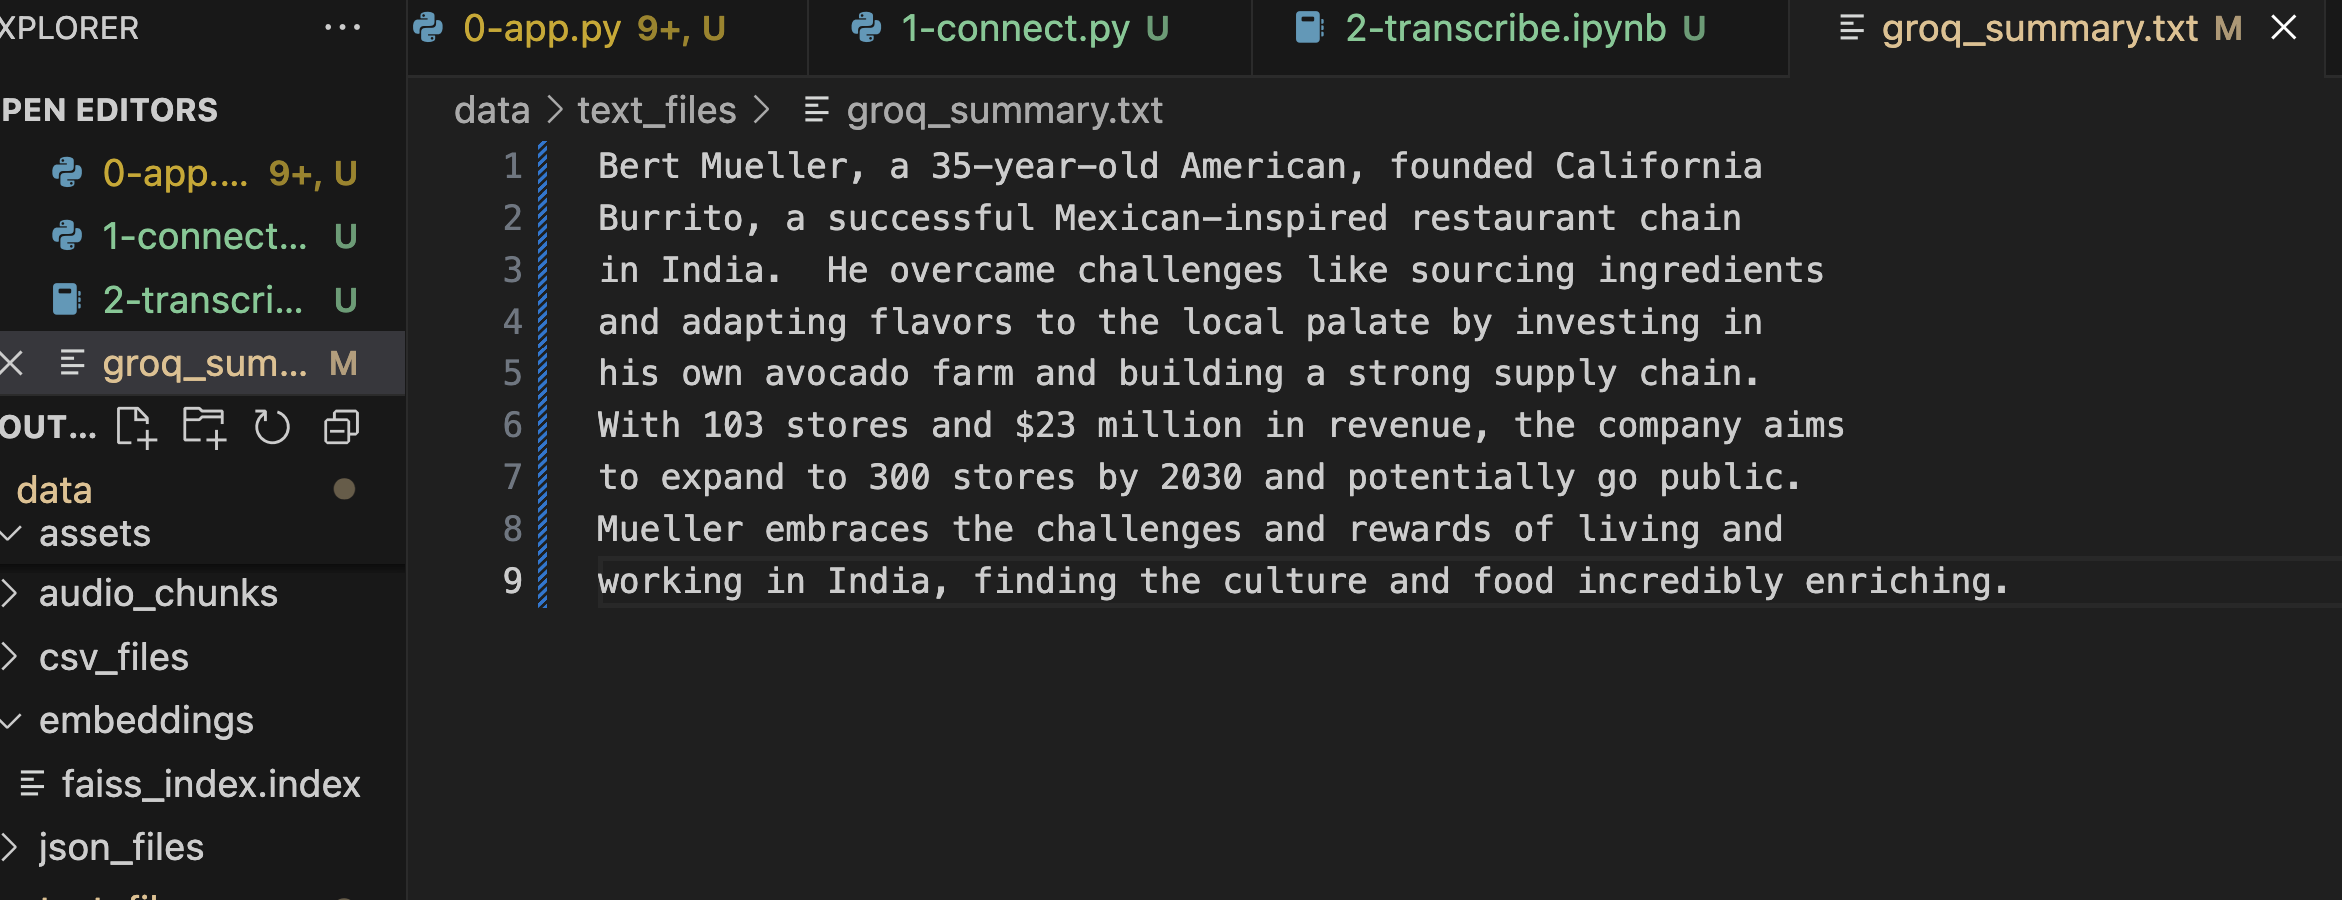 XPLORER ···
0-app.py 9+, U
1-connect.py U
2-transcribe.ipynb U
groq_summary.txt M
PEN EDITORS
0-app.... 9+, U
1-connect... U
2-transcri... U
groq_sum... M
OUT...
data
assets
audio_chunks
csv_files
embeddings
faiss_index.index
json_files
data > text_files > groq_summary.txt
1 Bert Mueller, a 35-year-old American, founded California
2 Burrito, a successful Mexican-inspired restaurant chain
3 in India.  He overcame challenges like sourcing ingredients
4 and adapting flavors to the local palate by investing in
5 his own avocado farm and building a strong supply chain.
6 With 103 stores and $23 million in revenue, the company aims
7 to expand to 300 stores by 2030 and potentially go public.
8 Mueller embraces the challenges and rewards of living and
9 working in India, finding the culture and food incredibly enriching.